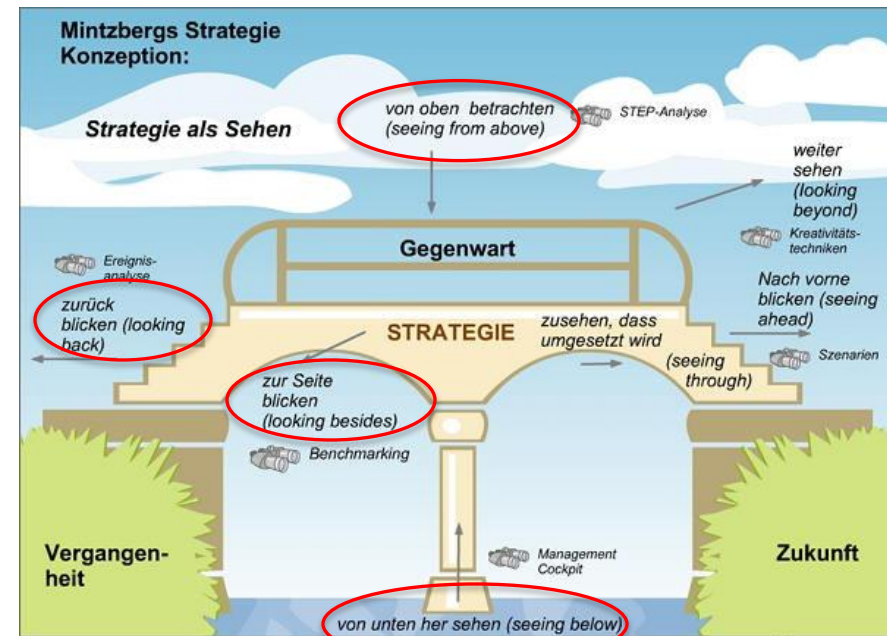 Mintzbergs Strategie
Konzeption:
Strategie als Sehen
von oben betrachten
(seeing from above)
STEP-Analyse
weiter
sehen
(looking
beyond)
Kreativitäts-
techniken
Gegenwart
Ereignis-
analyse
zurück
blicken (looking
back)
STRATEGIE
zusehen, dass
umgesetzt wird
(seeing
through)
Nach vorne
blicken (seeing
ahead)
Szenarien
zur Seite
blicken
(looking besides)
Benchmarking
Vergangen-
heit
Management
Cockpit
Zukunft
von unten her sehen (seeing below)